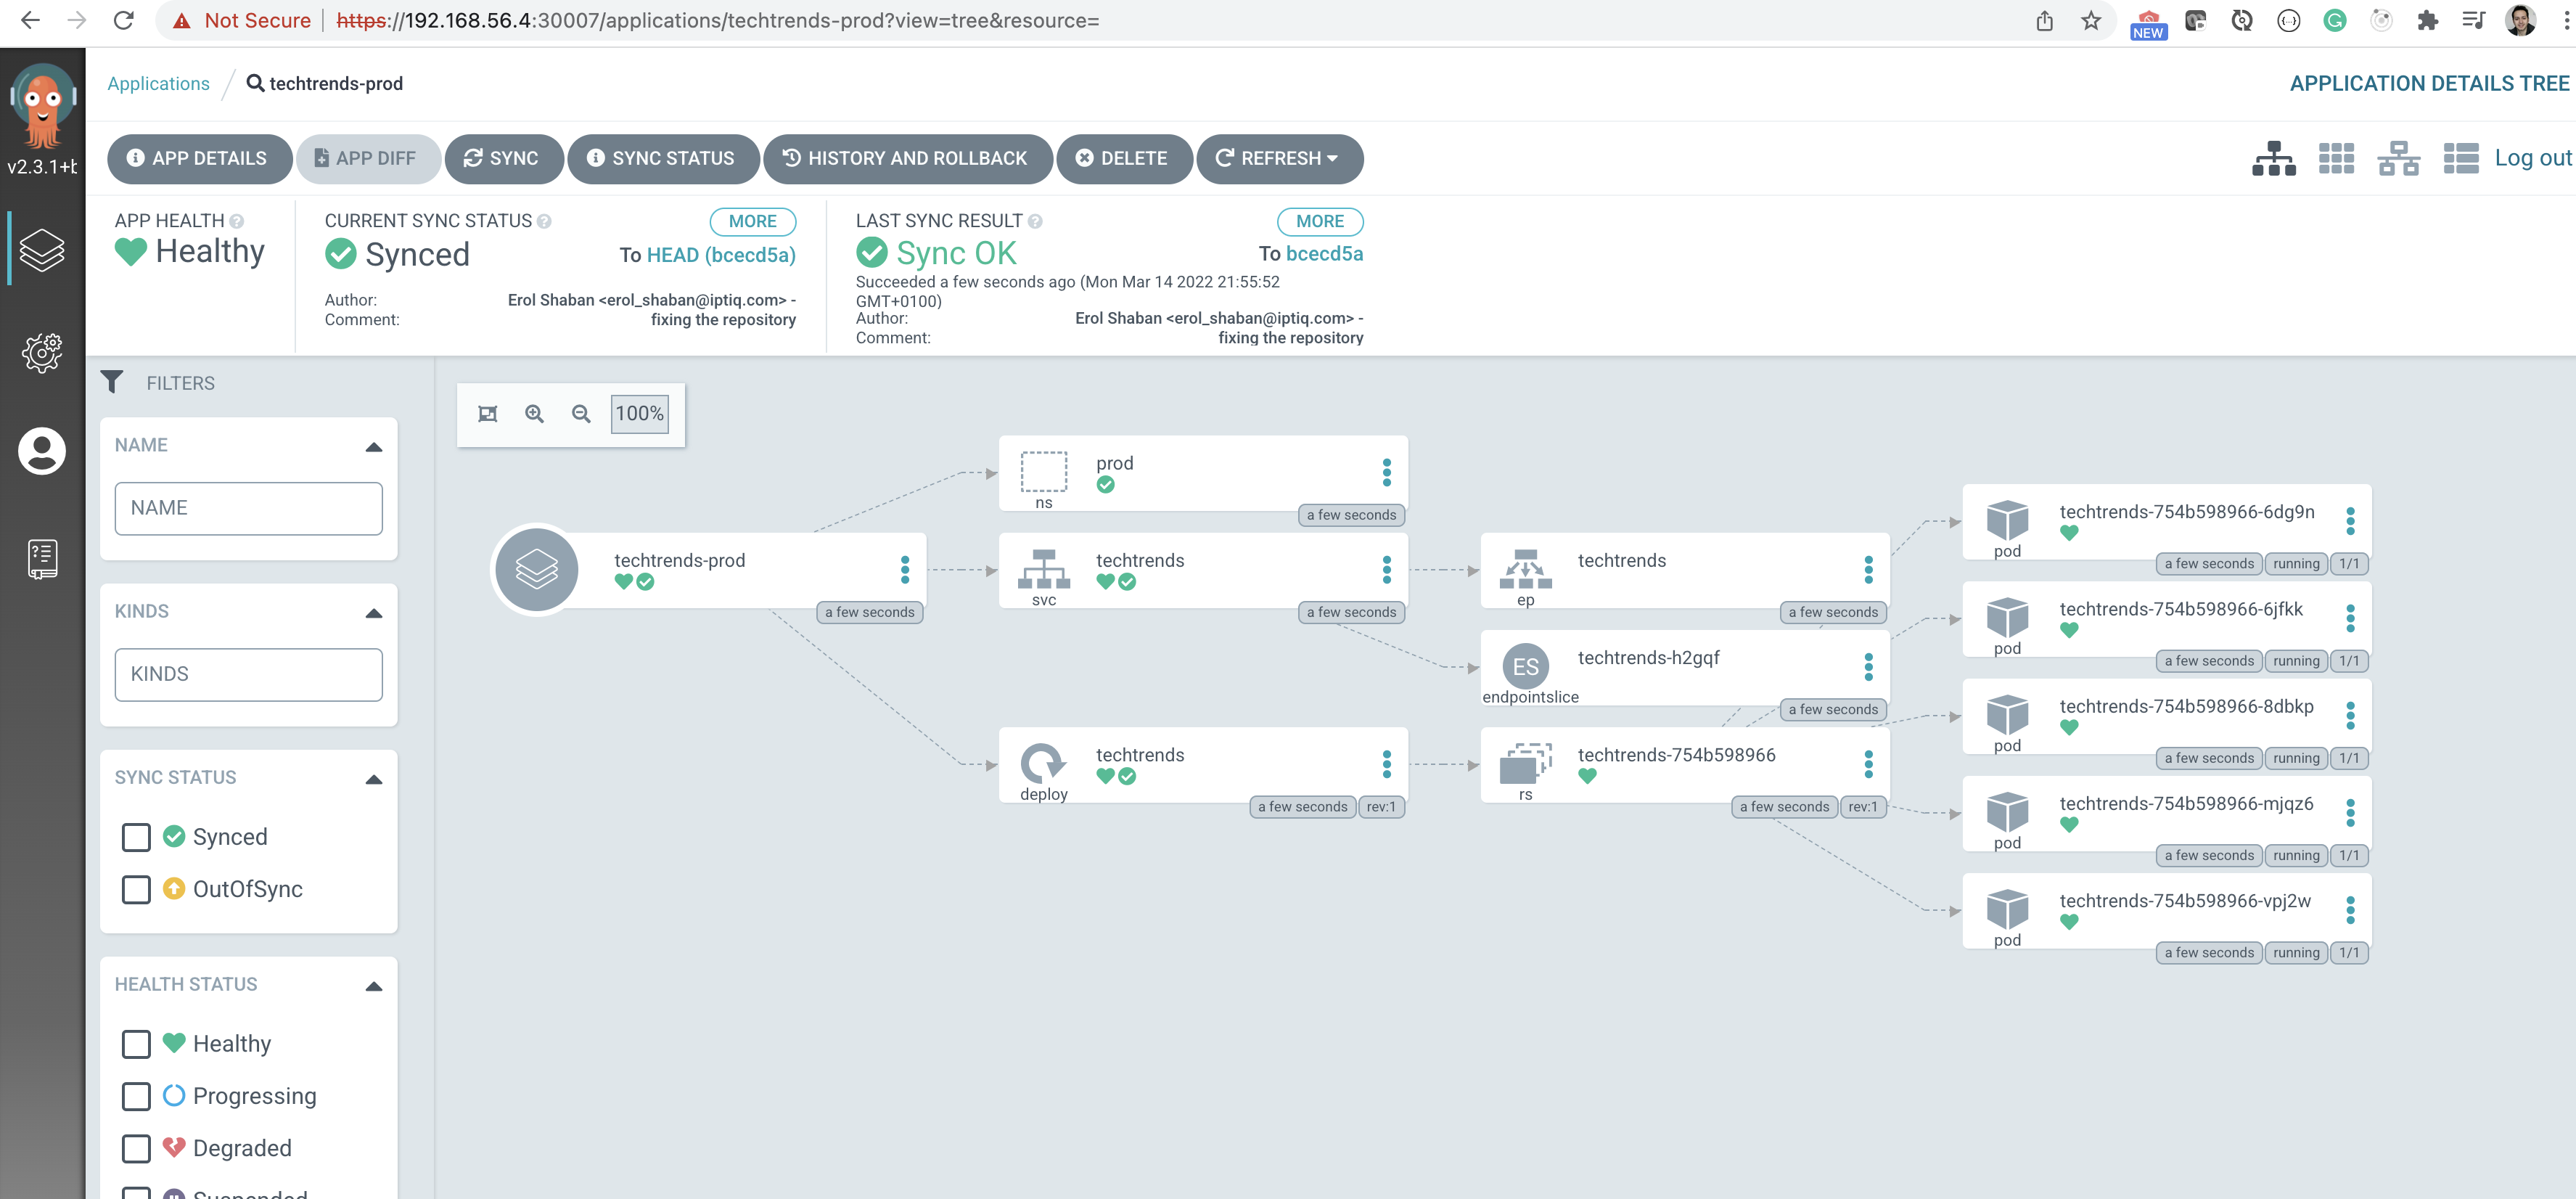 Not Secure | https://192.168.56.4:30007/applications/techtrends-prod?view=tree&resource=
NEW
v2.3.1+b
Applications / techtrends-prod
APPLICATION DETAILS TREE
APP DETAILS
APP DIFF
SYNC
SYNC STATUS
HISTORY AND ROLLBACK
DELETE
REFRESH
Log out
APP HEALTH
Healthy
CURRENT SYNC STATUS
MORE
Synced
To HEAD (bcecd5a)
Author: Erol Shaban <erol_shaban@iptiq.com> -
Comment: fixing the repository
LAST SYNC RESULT
MORE
Sync OK
To bcecd5a
Succeeded a few seconds ago (Mon Mar 14 2022 21:55:52
GMT+0100)
Author: Erol Shaban <erol_shaban@iptiq.com> -
Comment: fixing the repository
FILTERS
NAME
NAME
KINDS
KINDS
SYNC STATUS
Synced
OutOfSync
HEALTH STATUS
Healthy
Progressing
Degraded
Suspended
100%
techtrends-prod
a few seconds
prod
ns
a few seconds
techtrends
svc
a few seconds
techtrends
deploy
a few seconds
rev:1
techtrends
ep
a few seconds
ES
techtrends-h2gqf
endpointslice
a few seconds
techtrends-754b598966
rs
a few seconds
rev:1
techtrends-754b598966-6dg9n
pod
a few seconds
running
1/1
techtrends-754b598966-6jfkk
pod
a few seconds
running
1/1
techtrends-754b598966-8dbkp
pod
a few seconds
running
1/1
techtrends-754b598966-mjqz6
pod
a few seconds
running
1/1
techtrends-754b598966-vpj2w
pod
a few seconds
running
1/1